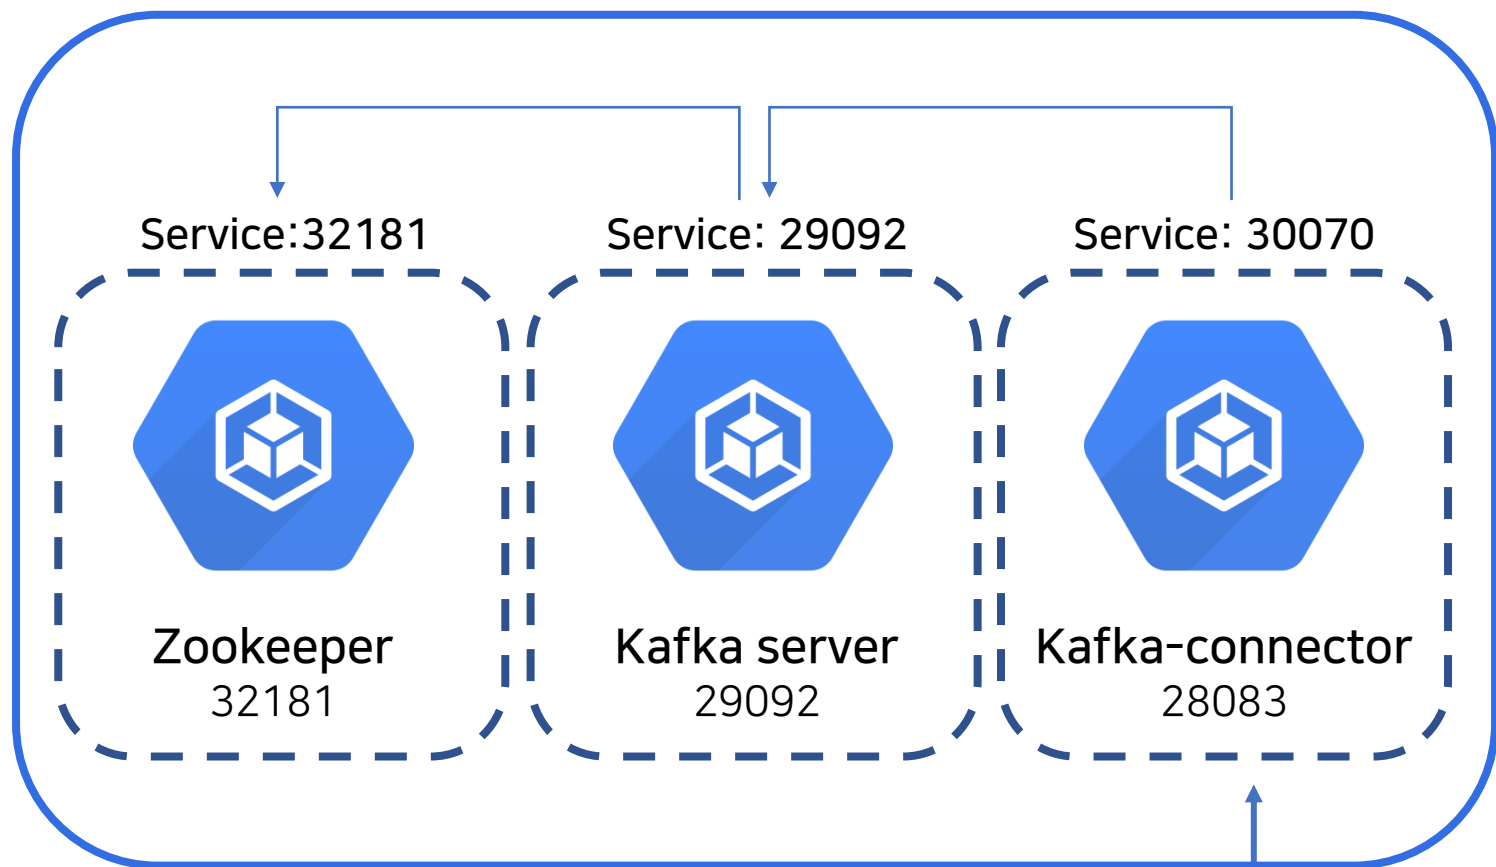 Service:32181
Service: 29092
Service: 30070
Zookeeper
32181
Kafka server
29092
Kafka-connector
28083